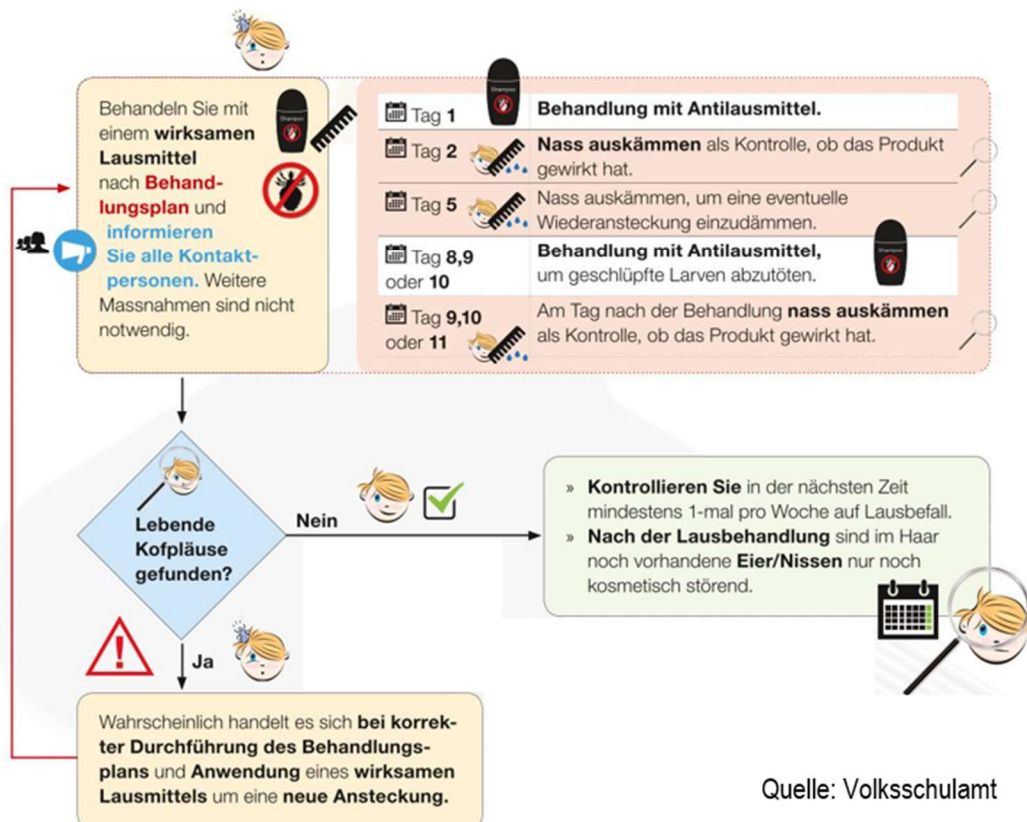 Behandeln Sie mit
einem wirksamen
Lausmittel
nach Behand-
lungsplan und
informieren
Sie alle Kontakt-
personen. Weitere
Massnahmen sind nicht
notwendig.
Shampoo
Shampoo
Tag 1
Behandlung mit Antilausmittel.
Tag 2
Nass auskämmen als Kontrolle, ob das Produkt
gewirkt hat.
Tag 5
Nass auskämmen, um eine eventuelle
Wiederansteckung einzudämmen.
Tag 8,9
oder 10
Behandlung mit Antilausmittel,
um geschlüpfte Larven abzutöten.
Shampoo
Tag 9,10
oder 11
Am Tag nach der Behandlung nass auskämmen
als Kontrolle, ob das Produkt gewirkt hat.
Lebende
Kofpläuse
gefunden?
Nein
» Kontrollieren Sie in der nächsten Zeit
mindestens 1-mal pro Woche auf Lausbefall.
» Nach der Lausbehandlung sind im Haar
noch vorhandene Eier/Nissen nur noch
kosmetisch störend.
Ja
Wahrscheinlich handelt es sich bei korrek-
ter Durchführung des Behandlungs-
plans und Anwendung eines wirksamen
Lausmittels um eine neue Ansteckung.
Quelle: Volksschulamt